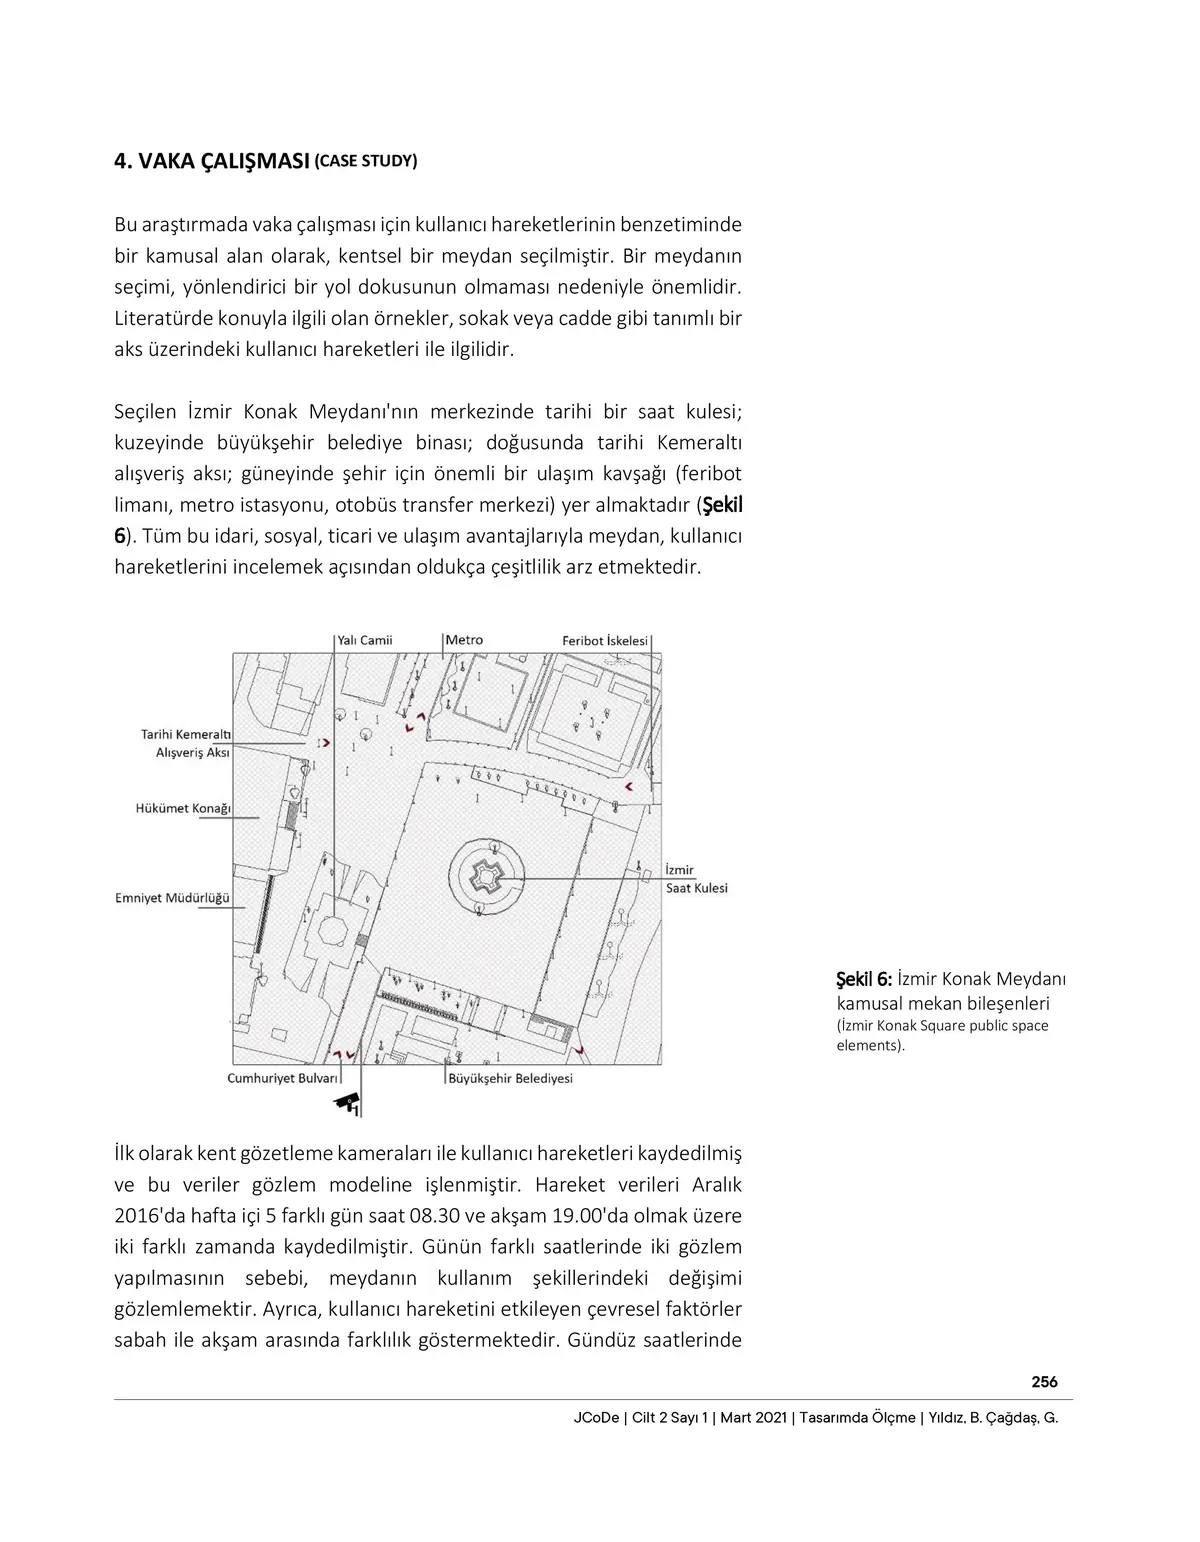 4. VAKA ÇALIŞMASI (CASE STUDY)
Bu araştırmada vaka çalışması için kullanıcı hareketlerinin benzetiminde
bir kamusal alan olarak, kentsel bir meydan seçilmiştir. Bir meydanın
seçimi, yönlendirici bir yol dokusunun olmaması nedeniyle önemlidir.
Literatürde konuyla ilgili olan örnekler, sokak veya cadde gibi tanımlı bir
aks üzerindeki kullanıcı hareketleri ile ilgilidir.
Seçilen İzmir Konak Meydanı'nın merkezinde tarihi bir saat kulesi;
kuzeyinde büyükşehir belediye binası; doğusunda tarihi Kemeraltı
alışveriş aksı; güneyinde şehir için önemli bir ulaşım kavşağı (feribot
limanı, metro istasyonu, otobüs transfer merkezi) yer almaktadır (Şekil
6). Tüm bu idari, sosyal, ticari ve ulaşım avantajlarıyla meydan, kullanıcı
hareketlerini incelemek açısından oldukça çeşitlilik arz etmektedir.
Yalı Camii
Metro
Feribot İskelesi
Tarihi Kemeraltı
Alışveriş Aksı
Hükümet Konağı
Emniyet Müdürlüğü
İzmir
Saat Kulesi
Cumhuriyet Bulvarı
Büyükşehir Belediyesi
Şekil 6: İzmir Konak Meydanı
kamusal mekan bileşenleri
(İzmir Konak Square public space
elements).
İlk olarak kent gözetleme kameraları ile kullanıcı hareketleri kaydedilmiş
ve bu veriler gözlem modeline işlenmiştir. Hareket verileri Aralık
2016'da hafta içi 5 farklı gün saat 08.30 ve akşam 19.00'da olmak üzere
iki farklı zamanda kaydedilmiştir. Günün farklı saatlerinde iki gözlem
yapılmasının sebebi, meydanın kullanım şekillerindeki değişimi
gözlemlemektir. Ayrıca, kullanıcı hareketini etkileyen çevresel faktörler
sabah ile akşam arasında farklılık göstermektedir. Gündüz saatlerinde
256
JCoDe | Cilt 2 Sayı 1 | Mart 2021 | Tasarımda Ölçme | Yıldız, B. Çağdaş, G.